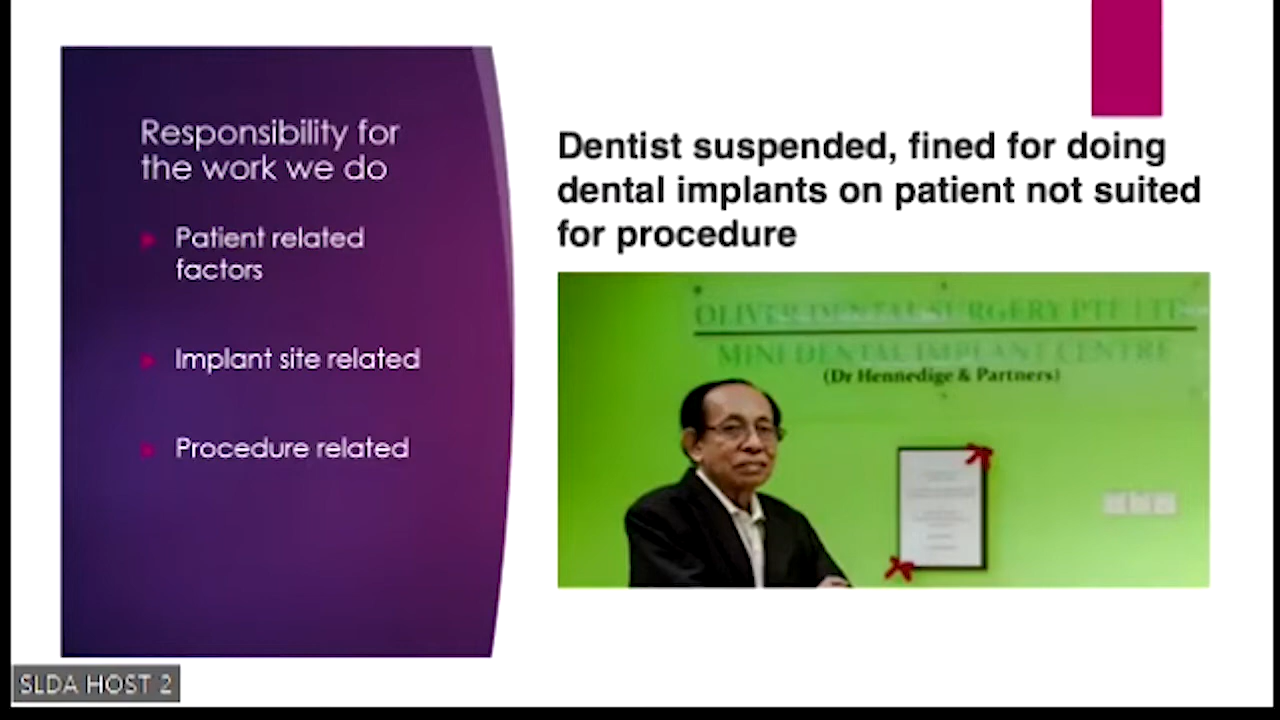 Responsibility for
the work we do
Patient related
factors
Implant site related
Procedure related
Dentist suspended, fined for doing
dental implants on patient not suited
for procedure
OLIVER DENTAL SURGERY PTE LTD
MINI DENTAL IMPLANT CENTRE
(Dr Hennedige & Partners)
SLDA HOST 2